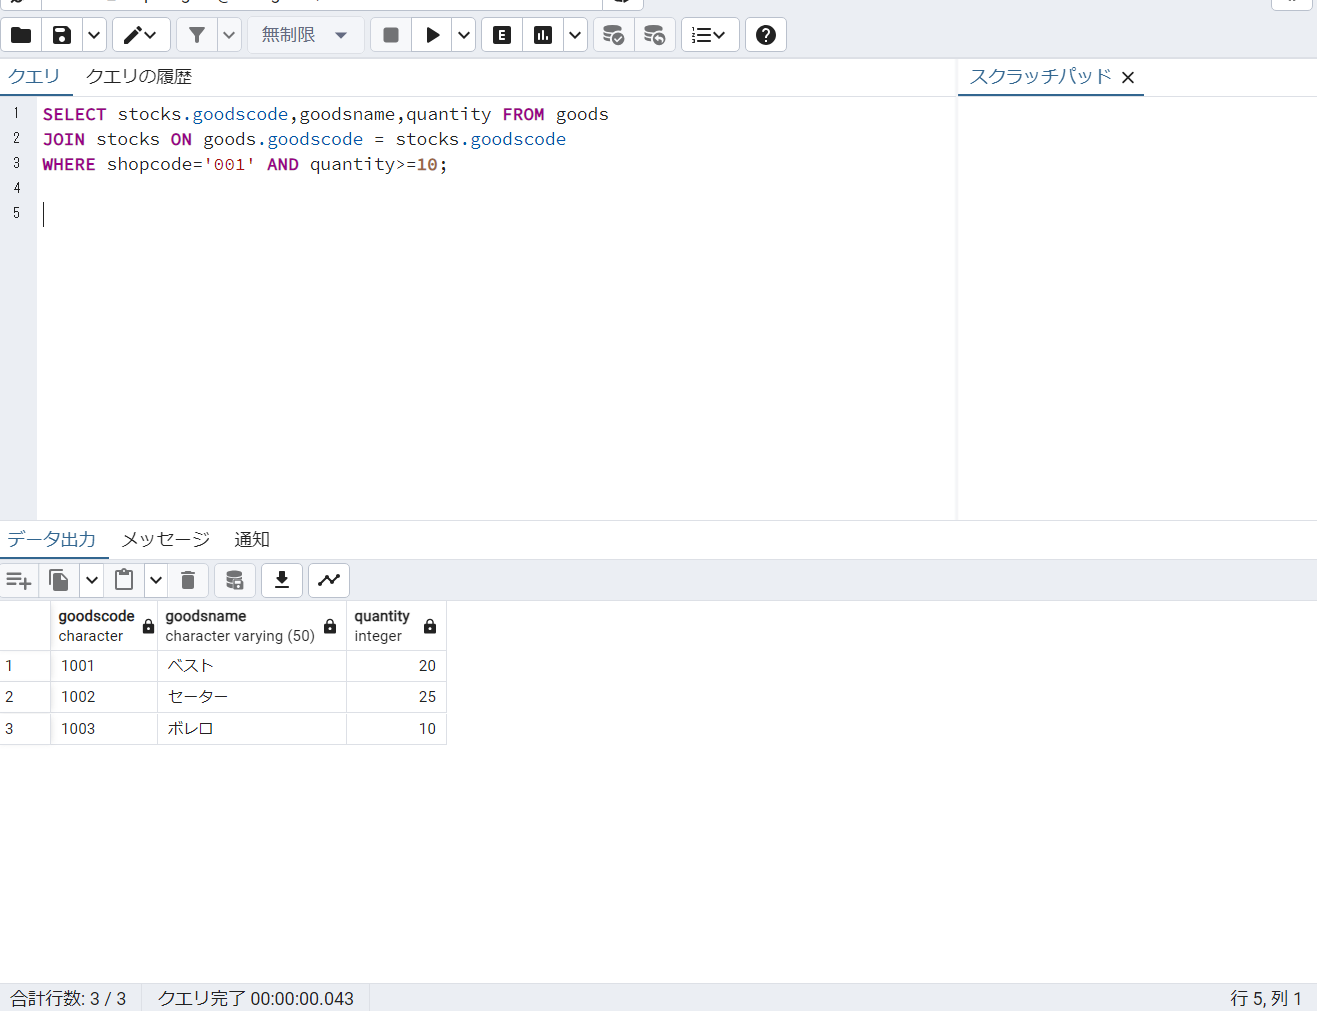 無制限
クエリ クエリの履歴
スクラッチパッド
1 SELECT stocks.goodscode,goodsname,quantity FROM goods
2 JOIN stocks ON goods.goodscode = stocks.goodscode
3 WHERE shopcode='001' AND quantity>=10;
4
5
データ出力 メッセージ 通知
goodscode goodsname quantity
character character varying (50) integer
1 1001 ベスト 20
2 1002 セーター 25
3 1003 ボレロ 10
合計行数: 3 / 3 クエリ完了 00:00:00.043 行 5, 列 1